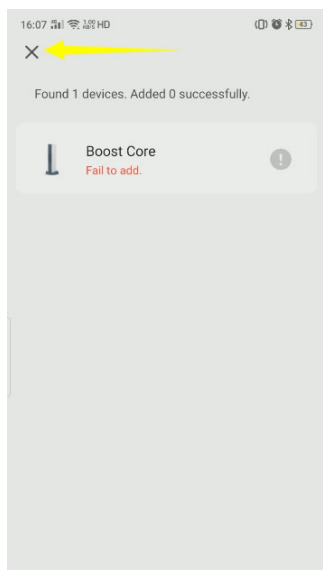 16:07 HD 43
Found 1 devices. Added 0 successfully.
Boost Core
Fail to add.
!